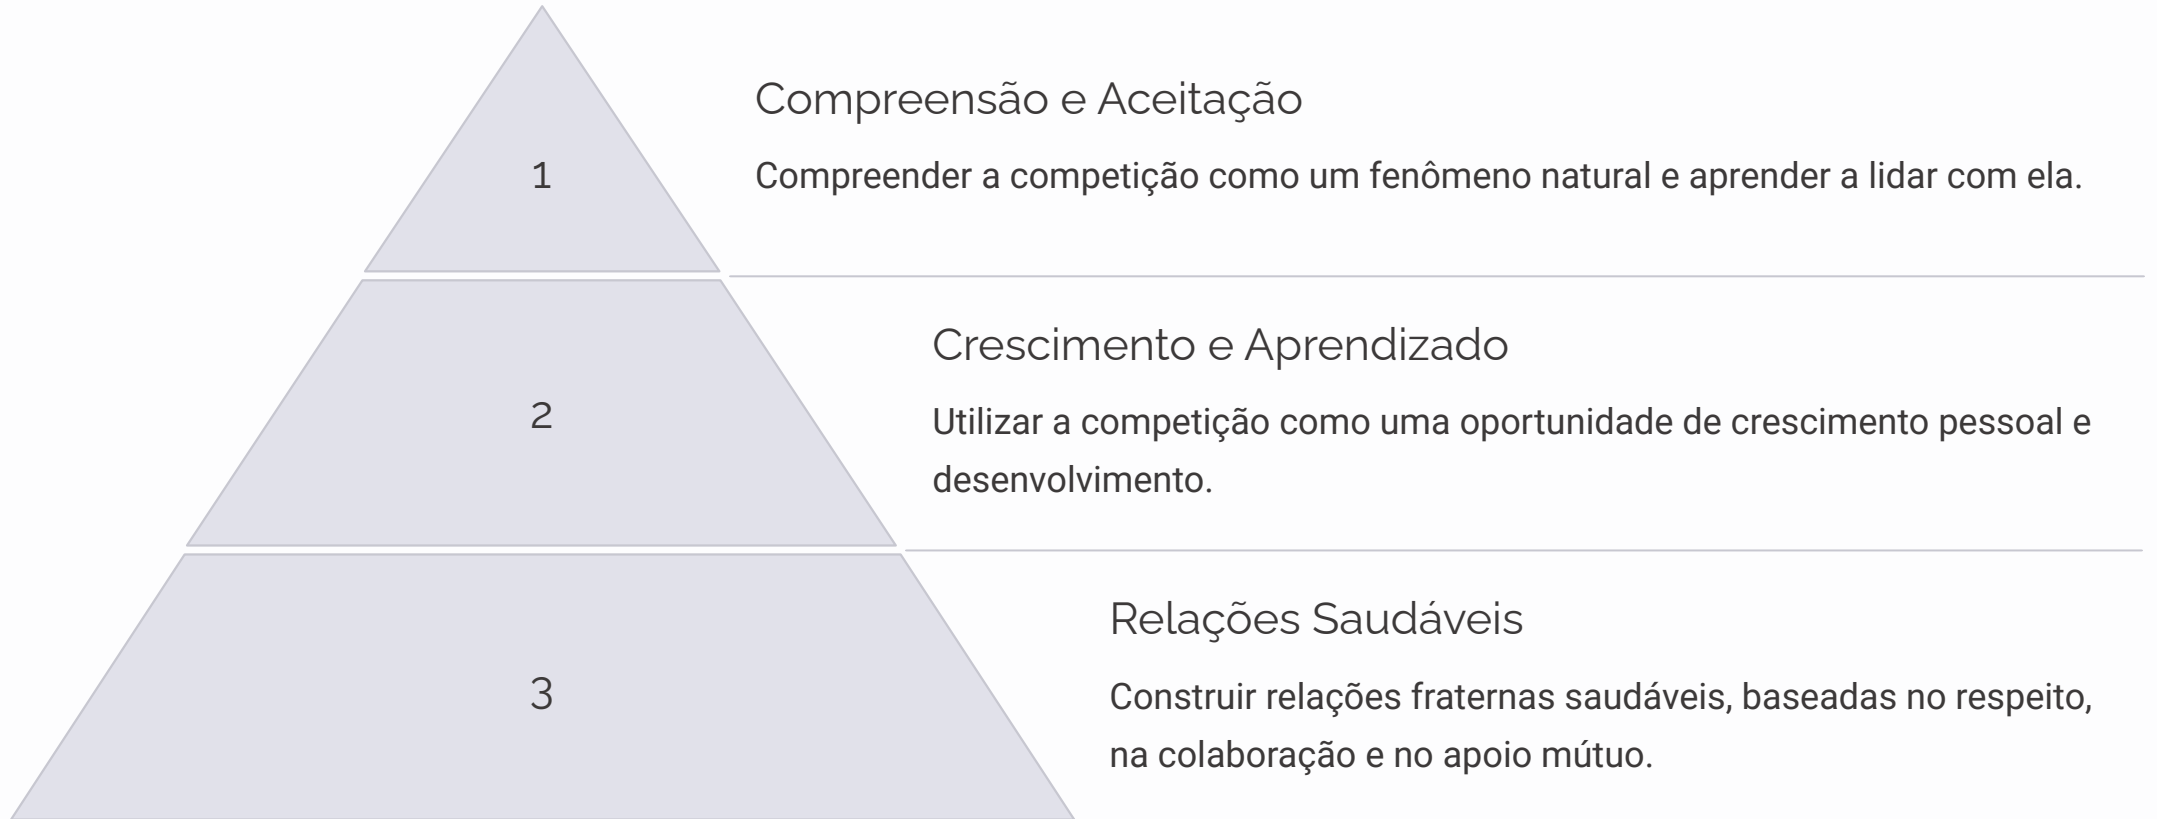 1
Compreensão e Aceitação
Compreender a competição como um fenômeno natural e aprender a lidar com ela.
2
Crescimento e Aprendizado
Utilizar a competição como uma oportunidade de crescimento pessoal e
desenvolvimento.
3
Relações Saudáveis
Construir relações fraternas saudáveis, baseadas no respeito,
na colaboração e no apoio mútuo.